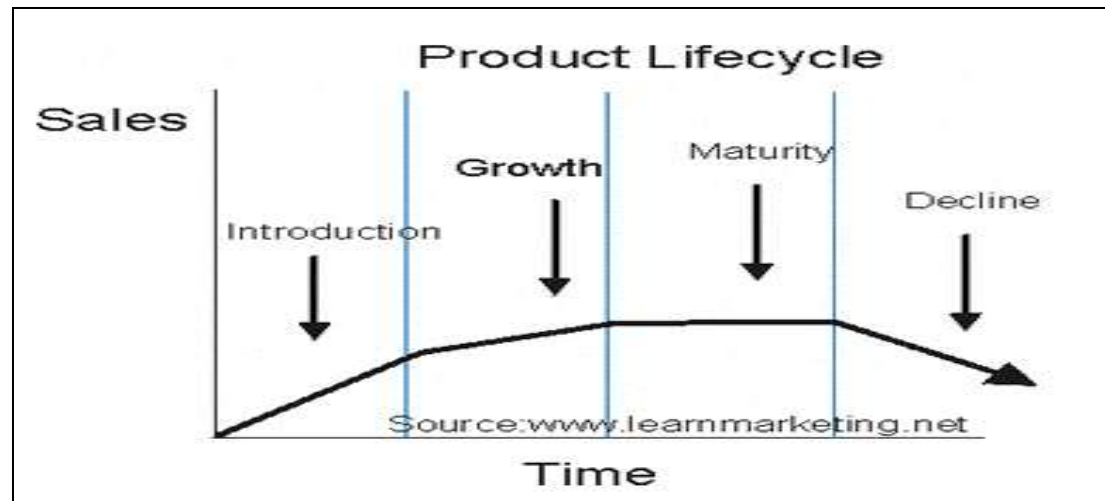 Product Lifecycle
Sales
Growth
Maturity
Introduction
Decline
Source:www.learnmarketing.net
Time